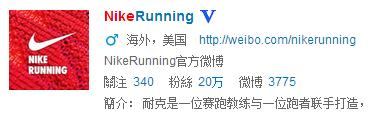 NIKE
RUNNING
NikeRunning V
海外，美国 http://weibo.com/nikerunning
NikeRunning官方微博
關注 340 粉絲 20万 微博 3775
簡介： 耐克是一位赛跑教练与一位跑者联手打造，